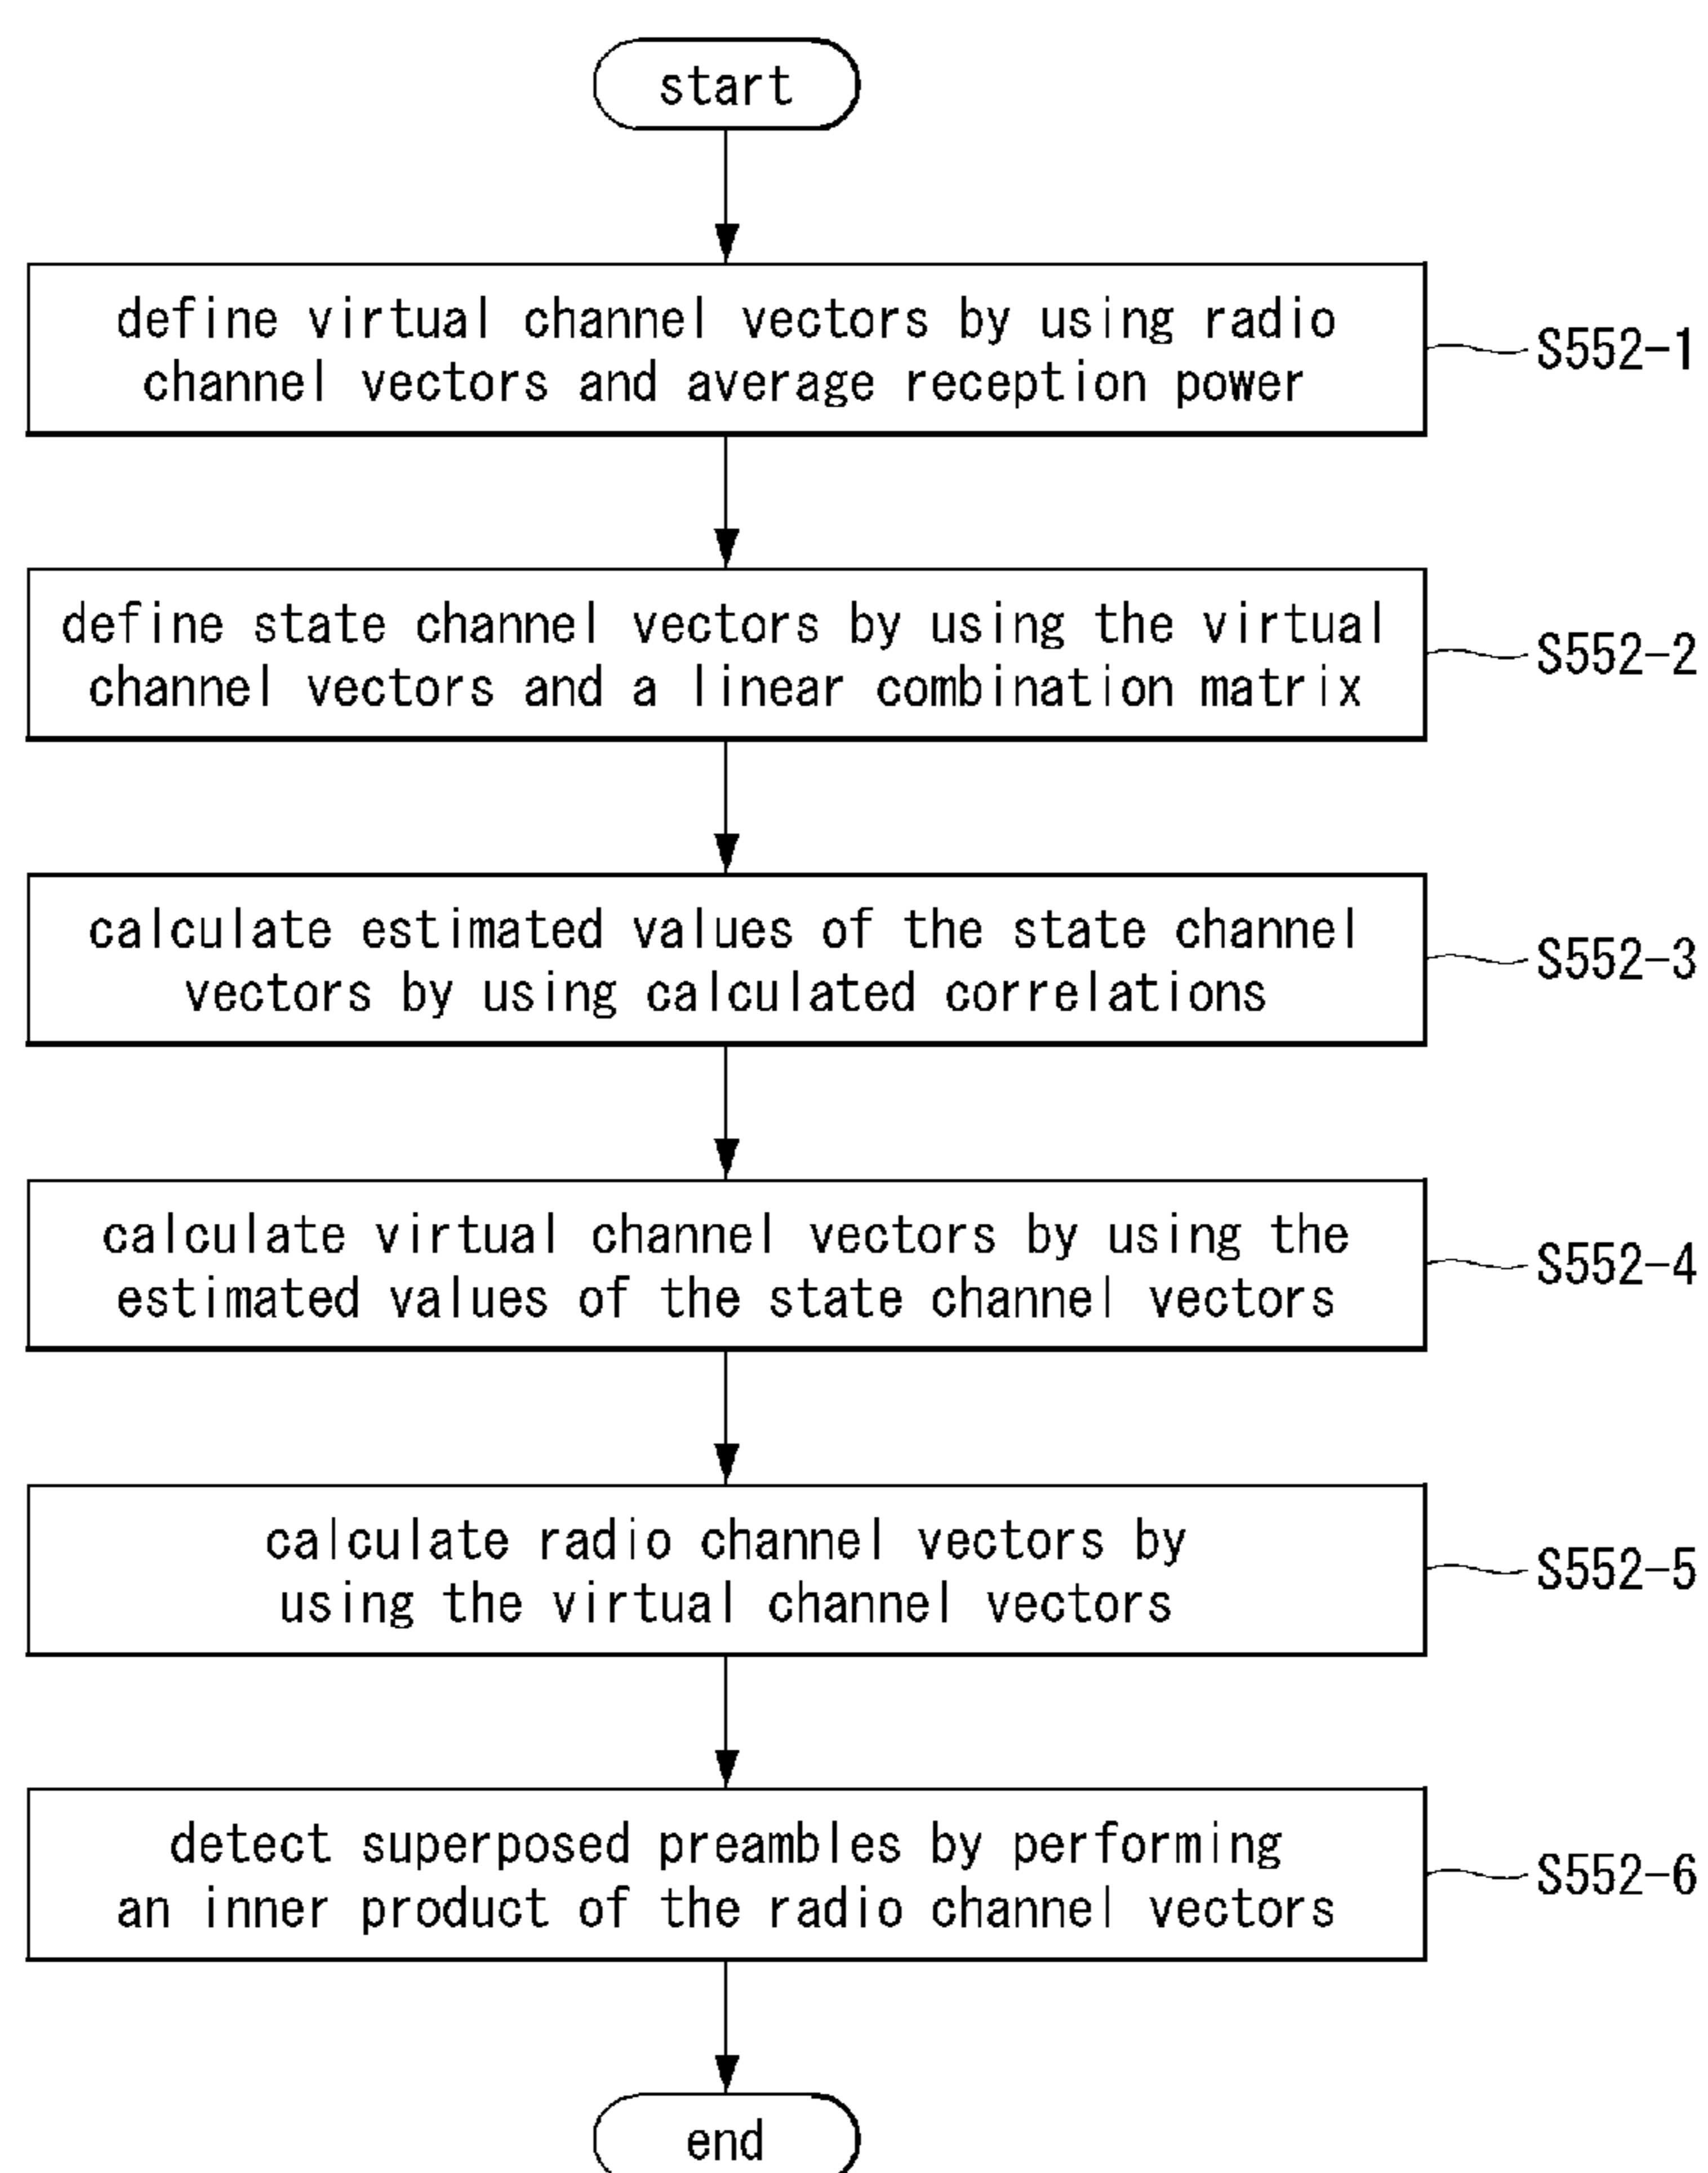 start
define virtual channel vectors by using radio
channel vectors and average reception power
S552-1
define state channel vectors by using the virtual
channel vectors and a linear combination matrix
S552-2
calculate estimated values of the state channel
vectors by using calculated correlations
S552-3
calculate virtual channel vectors by using the
estimated values of the state channel vectors
S552-4
calculate radio channel vectors by
using the virtual channel vectors
S552-5
detect superposed preambles by performing
an inner product of the radio channel vectors
S552-6
end